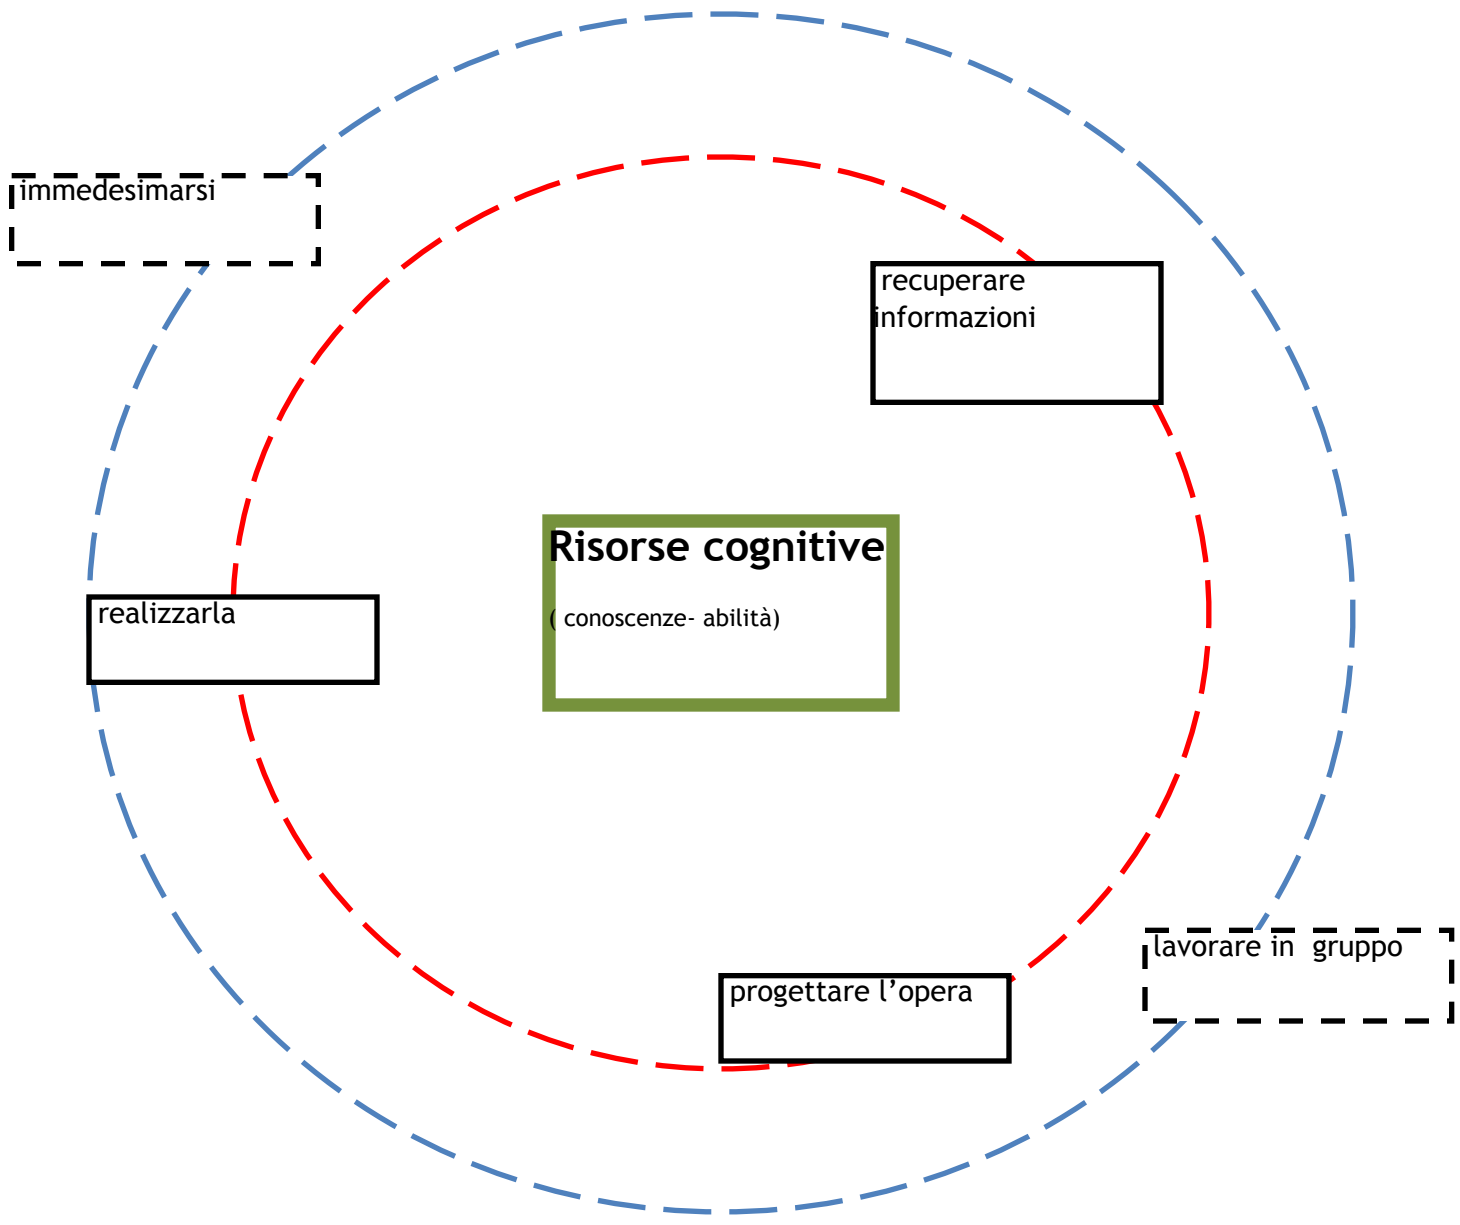 immedesimarsi
recuperare
informazioni
Risorse cognitive
( conoscenze- abilità)
realizzarla
lavorare in  gruppo
progettare l’opera